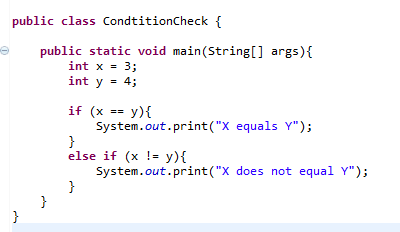 public class CondtitionCheck {
public static void main(String[] args){
int x = 3;
int y = 4;
if (x == y){
System.out.print("X equals Y");
}
else if (x != y){
System.out.print("X does not equal Y");
}
}
}